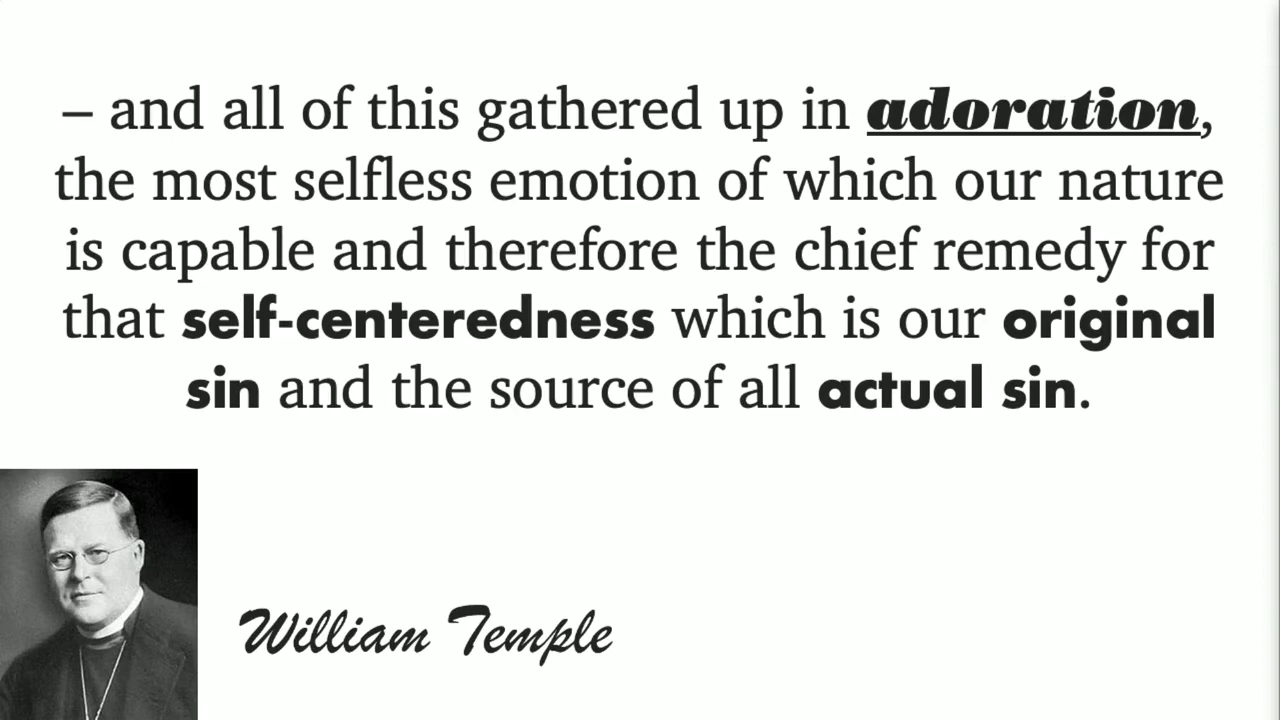 – and all of this gathered up in adoration,
the most selfless emotion of which our nature
is capable and therefore the chief remedy for
that self-centeredness which is our original
sin and the source of all actual sin.
William Temple